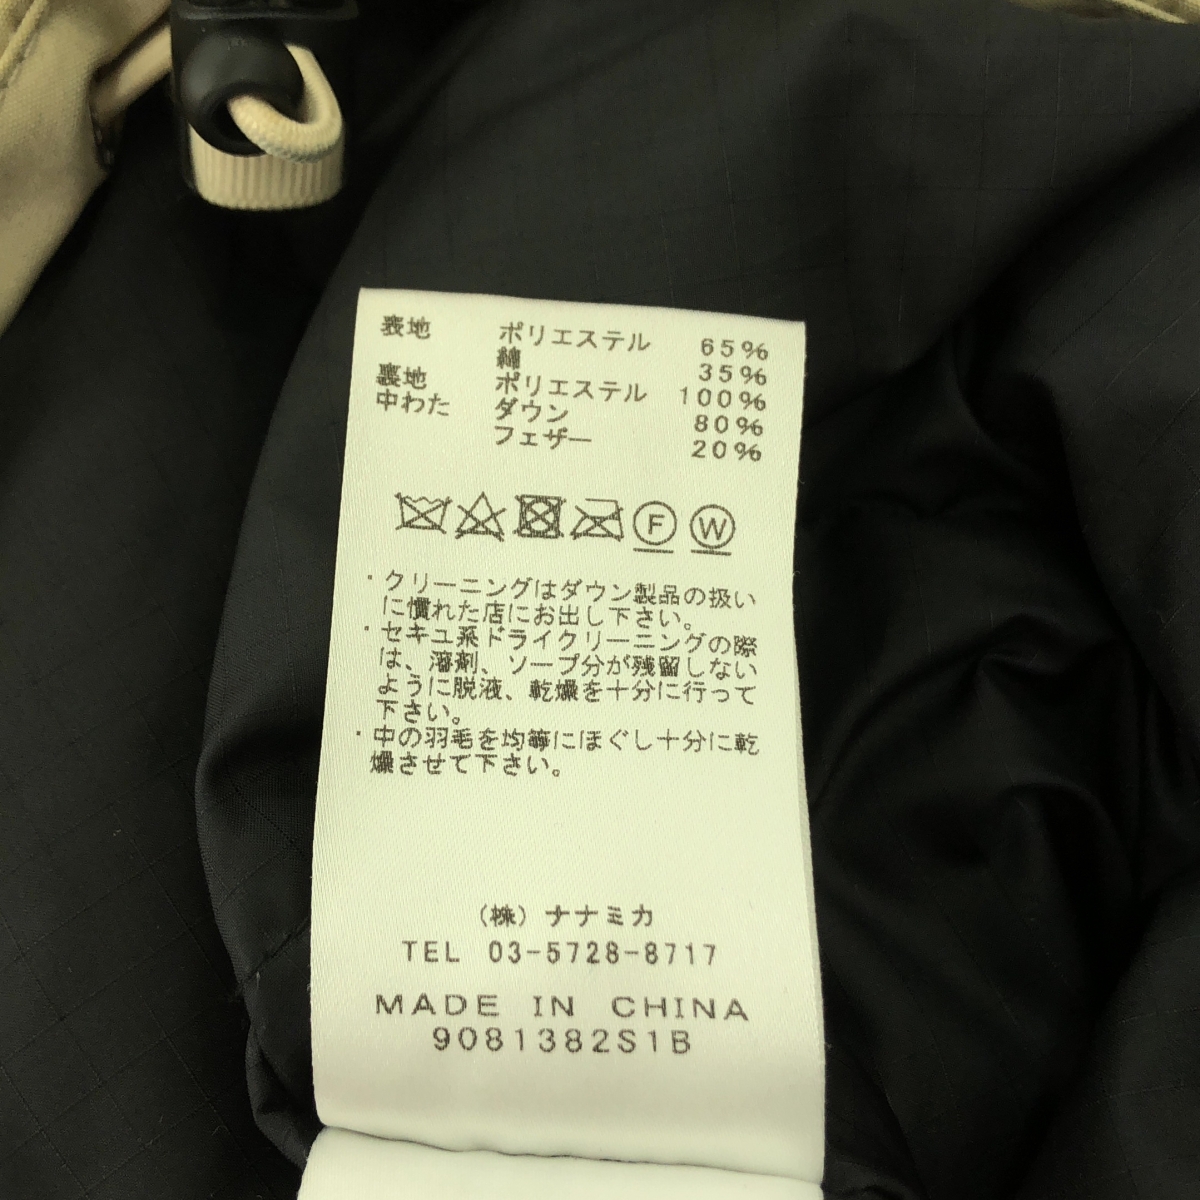 表地 ポリエステル 65%
綿 35%
裏地 ポリエステル 100%
中わた ダウン 80%
フェザー 20%
F W
・クリーニングはダウン製品の扱い
に慣れた店にお出し下さい。
・セキユ系ドライクリーニングの際
は、溶剤、ソープ分が残留しない
ように脱液、乾燥を十分に行って
下さい。
・中の羽毛を均等にほぐし十分に乾
燥させて下さい。
(株)ナナミカ
TEL 03-5728-8717
MADE IN CHINA
9081382S1B